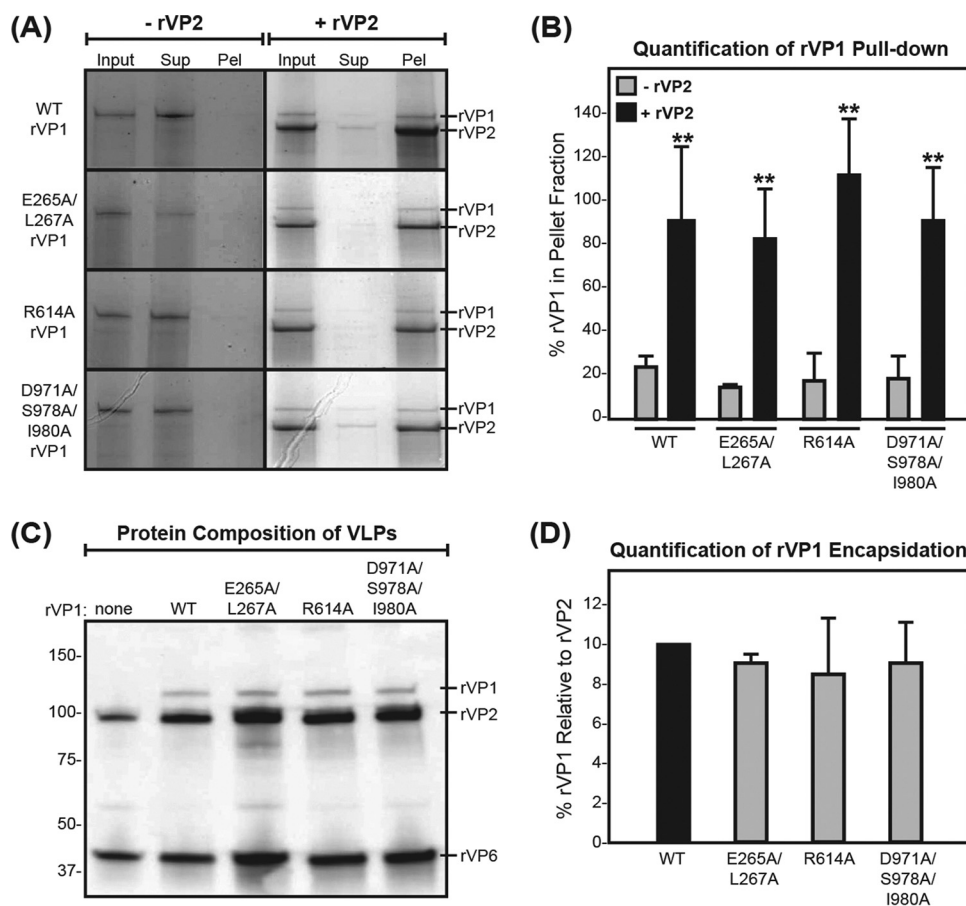 (A)
- rVP2
+ rVP2
Input Sup Pel Input Sup Pel
WT
rVP1
rVP1
rVP2
E265A/
L267A
rVP1
rVP1
rVP2
R614A
rVP1
rVP1
rVP2
D971A/
S978A/
I980A
rVP1
rVP1
rVP2
(B)
Quantification of rVP1 Pull-down
- rVP2
+ rVP2
% rVP1 in Pellet Fraction
140
120
100
80
60
40
20
0
** ** ** **
WT E265A/ R614A D971A/
L267A S978A/
I980A
(C)
Protein Composition of VLPs
D971A/
E265A/ S978A/
rVP1: none WT L267A R614A I980A
150-
100-
75-
50-
37-
rVP1
rVP2
rVP6
(D)
Quantification of rVP1 Encapsidation
% rVP1 Relative to rVP2
12
10
8
6
4
2
0
WT E265A/ R614A D971A/
L267A S978A/
I980A